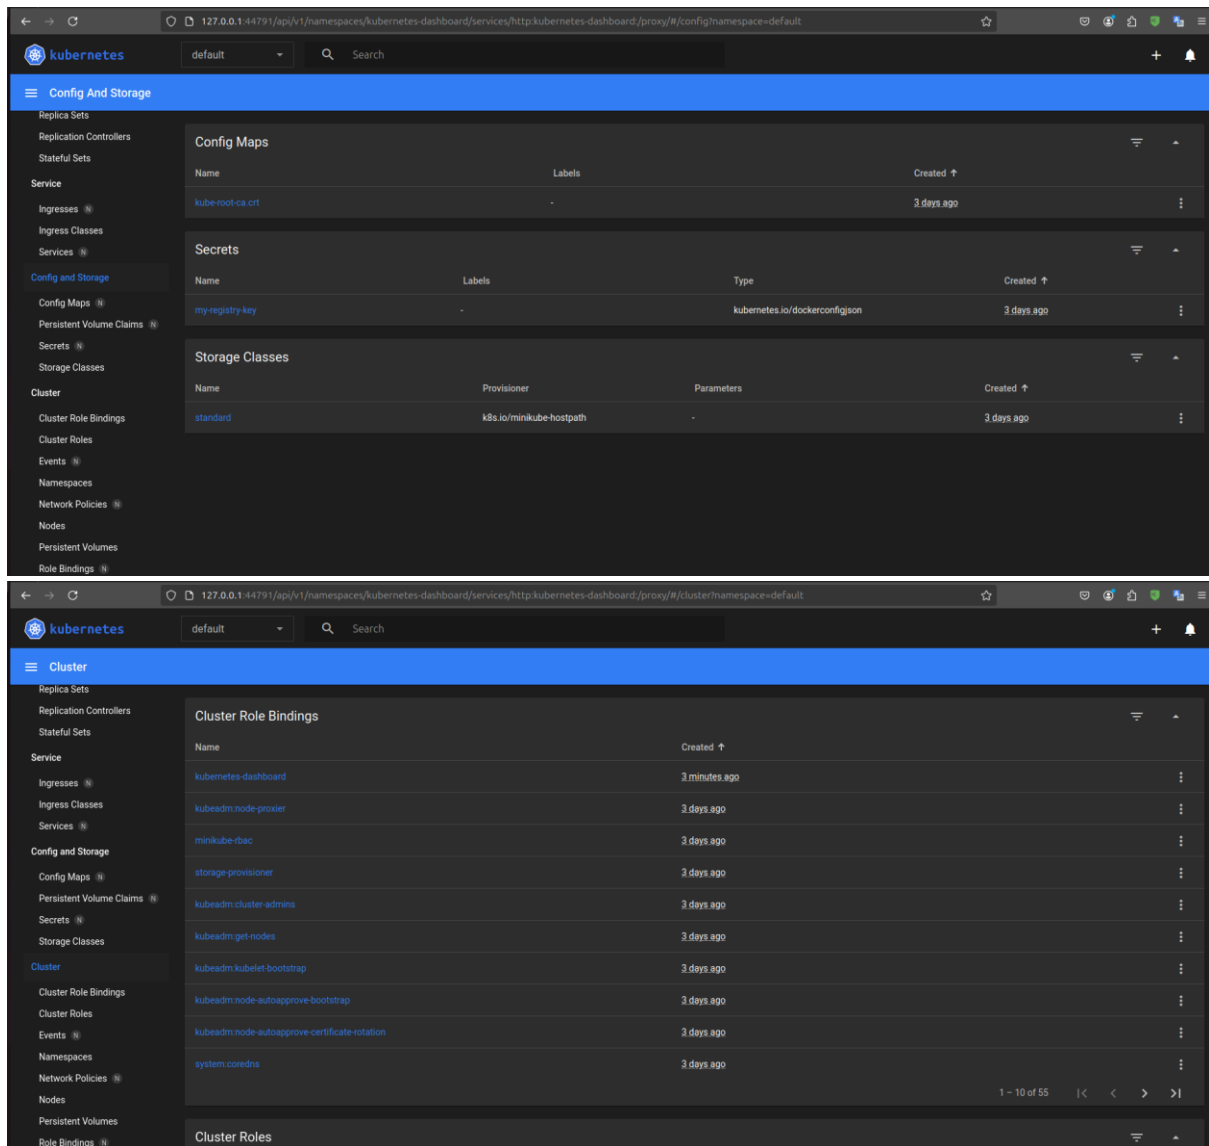 127.0.0.1:44791/api/v1/namespaces/kubernetes-dashboard/services/http:kubernetes-dashboard:/proxy/#/config?namespace=default
kubernetes
default
Search
Config And Storage
Replica Sets
Replication Controllers
Stateful Sets
Service
Ingresses N
Ingress Classes
Services N
Config and Storage
Config Maps N
Persistent Volume Claims N
Secrets N
Storage Classes
Cluster
Cluster Role Bindings
Cluster Roles
Events N
Namespaces
Network Policies N
Nodes
Persistent Volumes
Role Bindings N
Config Maps
Name Labels Created
kube-root-ca.crt - 3 days ago
Secrets
Name Labels Type Created
my-registry-key - kubernetes.io/dockerconfigjson 3 days ago
Storage Classes
Name Provisioner Parameters Created
standard k8s.io/minikube-hostpath - 3 days ago
127.0.0.1:44791/api/v1/namespaces/kubernetes-dashboard/services/http:kubernetes-dashboard:/proxy/#/cluster?namespace=default
kubernetes
default
Search
Cluster
Replica Sets
Replication Controllers
Stateful Sets
Service
Ingresses N
Ingress Classes
Services N
Config and Storage
Config Maps N
Persistent Volume Claims N
Secrets N
Storage Classes
Cluster
Cluster Role Bindings
Cluster Roles
Events N
Namespaces
Network Policies N
Nodes
Persistent Volumes
Role Bindings N
Cluster Role Bindings
Name Created
kubernetes-dashboard 3 minutes ago
kubeadm:node-proxier 3 days ago
minikube-rbac 3 days ago
storage-provisioner 3 days ago
kubeadm:cluster-admins 3 days ago
kubeadm:get-nodes 3 days ago
kubeadm:kubelet-bootstrap 3 days ago
kubeadm:node-autoapprove-bootstrap 3 days ago
kubeadm:node-autoapprove-certificate-rotation 3 days ago
system:coredns 3 days ago
1 – 10 of 55
Cluster Roles